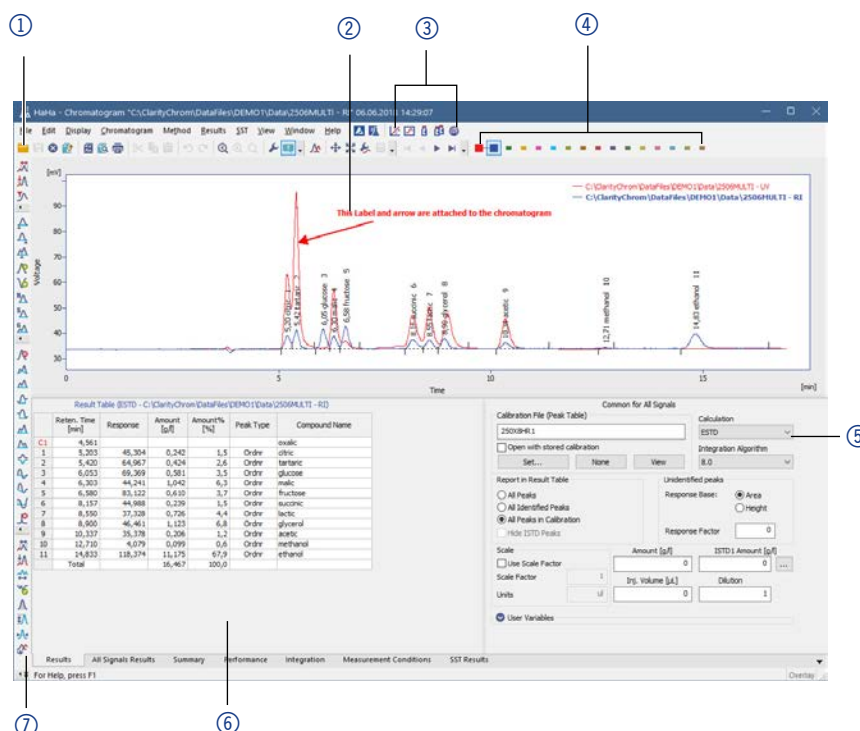 ① ② ③ ④
HaHa - Chromatogram "C:\ClarityChrom\DataFiles\DEMO1\Data\2506MULTI - RI" 06.06.2018 14:29:07
File Edit Display Chromatogram Method Results SST View Window Help
[mV]
C:\ClarityChrom\DataFiles\DEMO1\Data\2506MULTI - UV
C:\ClarityChrom\DataFiles\DEMO1\Data\2506MULTI - RI
This Label and arrow are attached to the chromatogram
Voltage
90-
80-
70-
60-
50-
40-
30-
5,20 citric 1
5,42 tartaric 2
6,05 glucose 3
6,30 malic 4
6,58 fructose 5
8,16 succinic 6
8,55 lactic 7
8,90 glycerol 8
10,34 acetic 9
12,71 methanol 10
14,83 ethanol 11
0 5 10 15 [min]
Time
Result Table (ESTD - C:\ClarityChrom\DataFiles\DEMO1\Data\2506MULTI - RI)
Reten. Time [min] Response Amount [g/l] Amount% [%] Peak Type Compound Name
C1 4,561 oxalic
1 5,203 45,304 0,242 1,5 Ordnr citric
2 5,420 64,967 0,424 2,6 Ordnr tartaric
3 6,053 69,369 0,581 3,5 Ordnr glucose
4 6,303 44,241 1,042 6,3 Ordnr malic
5 6,580 83,122 0,610 3,7 Ordnr fructose
6 8,157 44,988 0,239 1,5 Ordnr succinic
7 8,550 37,328 0,726 4,4 Ordnr lactic
8 8,900 46,461 1,123 6,8 Ordnr glycerol
9 10,337 35,378 0,206 1,2 Ordnr acetic
10 12,710 4,079 0,099 0,6 Ordnr methanol
11 14,833 118,374 11,175 67,9 Ordnr ethanol
Total 16,467 100,0
Common for All Signals
Calibration File (Peak Table)
250X8HR1
Open with stored calibration
Set... None View
Calculation
ESTD
⑤
Integration Algorithm
8.0
Report in Result Table
All Peaks
All Identified Peaks
All Peaks in Calibration
Hide ISTD Peaks
Unidentified peaks
Response Base: Area
Height
Response Factor 0
Scale
Use Scale Factor
Scale Factor 1
Units ul
Amount [g/l] ISTD1 Amount [g/l]
0 0 ...
Inj. Volume [µL] Dilution
0 1
User Variables
Results All Signals Results Summary Performance Integration Measurement Conditions SST Results
For Help, press F1 Overlay
⑦ ⑥